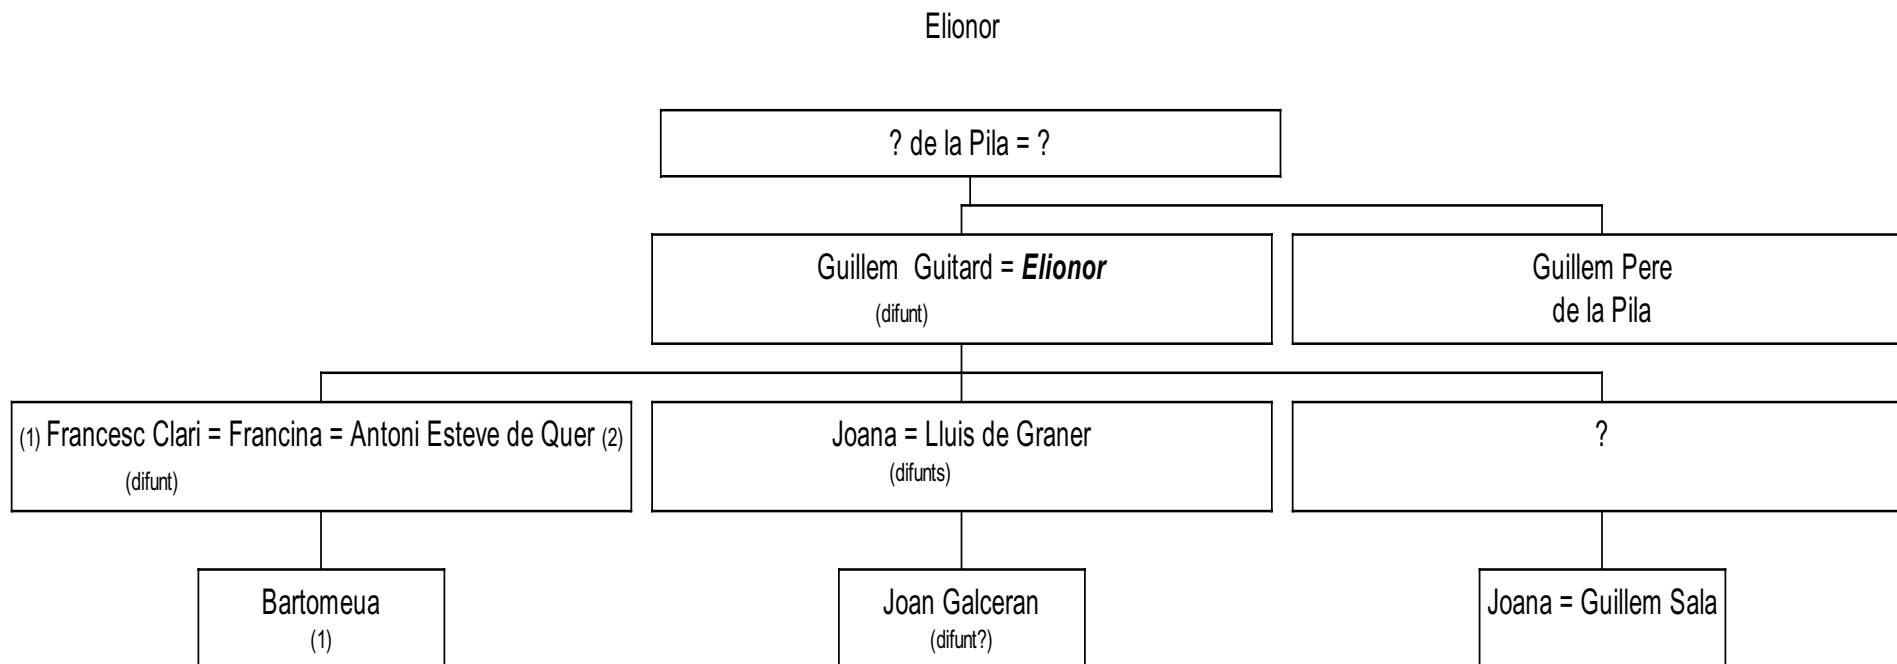 Elionor
? de la Pila = ?
Guillem Guitard = Elionor
(difunt)
Guillem Pere
de la Pila
(1) Francesc Clari = Francina = Antoni Esteve de Quer (2)
(difunt)
Joana = Lluis de Graner
(difunts)
?
Bartomeua
(1)
Joan Galceran
(difunt?)
Joana = Guillem Sala